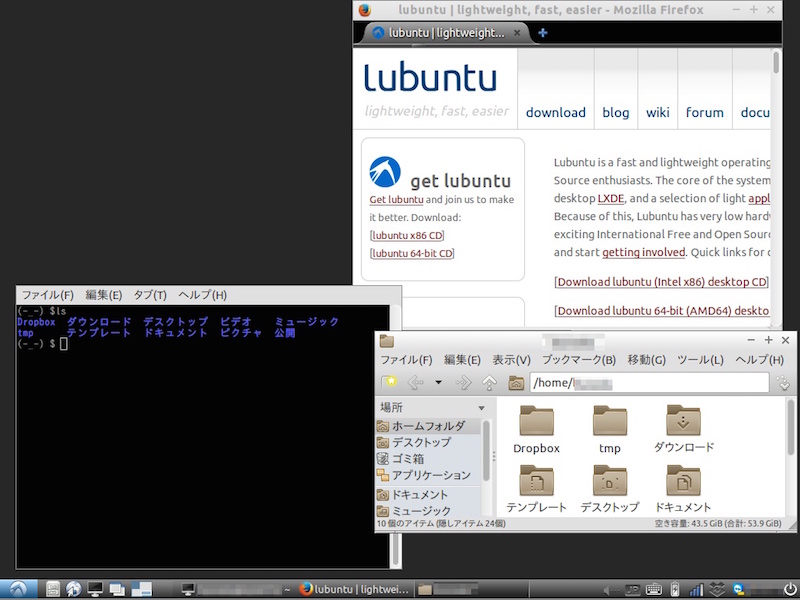 lubuntu | lightweight, fast, easier - Mozilla Firefox
lubuntu | lightweight...
lubuntu
lightweight, fast, easier
download
blog
wiki
forum
docu
get lubuntu
Get lubuntu and join us to make
it better. Download:
[lubuntu x86 CD]
[lubuntu 64-bit CD]
Lubuntu is a fast and lightweight operating
Source enthusiasts. The core of the system
desktop LXDE, and a selection of light appl
Because of this, Lubuntu has very low hardw
exciting International Free and Open Sourc
and start getting involved. Quick links for d
[Download lubuntu (Intel x86) desktop CD]
[Download lubuntu 64-bit (AMD64) deskto
ファイル(F) 編集(E) タブ(T) ヘルプ(H)
(-_-) $ls
Dropbox ダウンロード デスクトップ ビデオ ミュージック
tmp テンプレート ドキュメント ピクチャ 公開
(-_-) $
ファイル(F) 編集(E) 表示(V) ブックマーク(B) 移動(G) ツール(L) ヘルプ(H)
/home/
場所
ホームフォルダ
デスクトップ
ゴミ箱
アプリケーション
ドキュメント
ミュージック
Dropbox tmp ダウンロード
テンプレート デスクトップ ドキュメント
10 個のアイテム (隠しアイテム 24個) 空き容量: 43.5 GiB (合計: 53.9 GiB)
lubuntu | lightwei...
JP